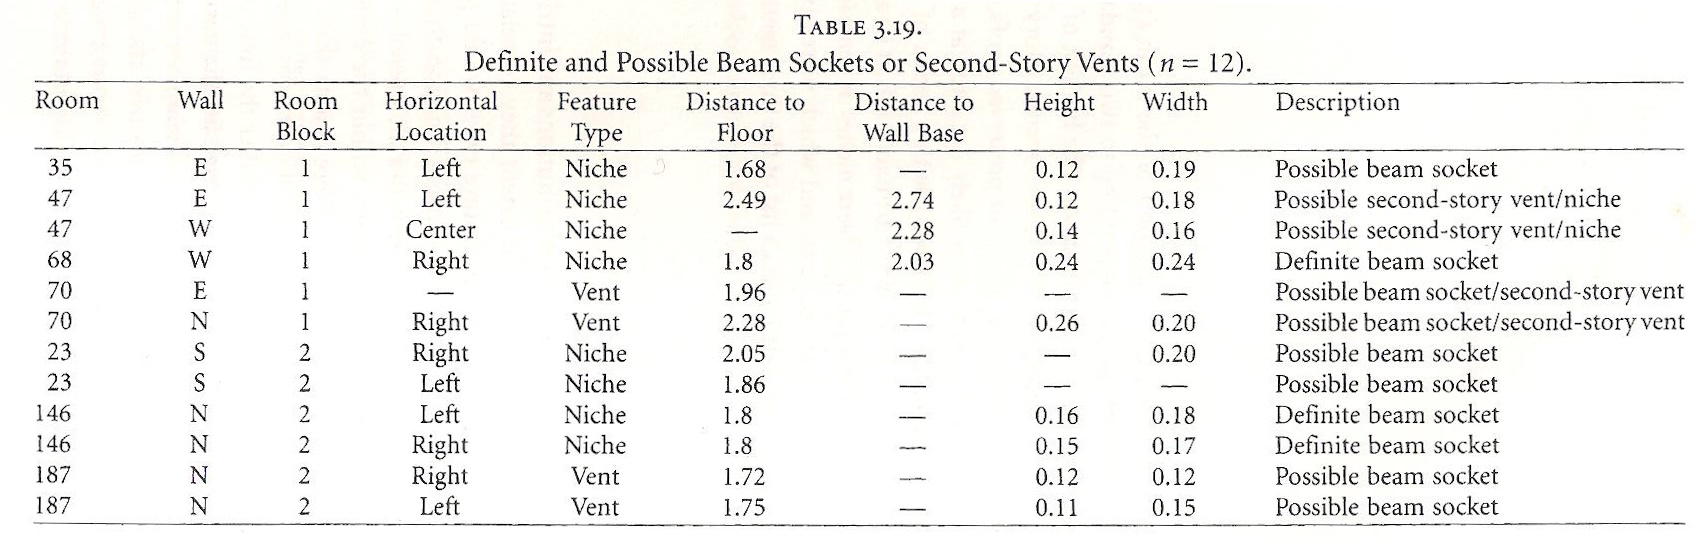 TABLE 3.19.
Definite and Possible Beam Sockets or Second-Story Vents (n = 12).
Room Wall Room Horizontal Feature Distance to Distance to Height Width Description
Block Location Type Floor Wall Base
35 E 1 Left Niche 1.68 — 0.12 0.19 Possible beam socket
47 E 1 Left Niche 2.49 2.74 0.12 0.18 Possible second-story vent/niche
47 W 1 Center Niche — 2.28 0.14 0.16 Possible second-story vent/niche
68 W 1 Right Niche 1.8 2.03 0.24 0.24 Definite beam socket
70 E 1 — Vent 1.96 — — — Possible beam socket/second-story vent
70 N 1 Right Vent 2.28 — 0.26 0.20 Possible beam socket/second-story vent
23 S 2 Right Niche 2.05 — — 0.20 Possible beam socket
23 S 2 Left Niche 1.86 — — — Possible beam socket
146 N 2 Left Niche 1.8 — 0.16 0.18 Definite beam socket
146 N 2 Right Niche 1.8 — 0.15 0.17 Definite beam socket
187 N 2 Right Vent 1.72 — 0.12 0.12 Possible beam socket
187 N 2 Left Vent 1.75 — 0.11 0.15 Possible beam socket